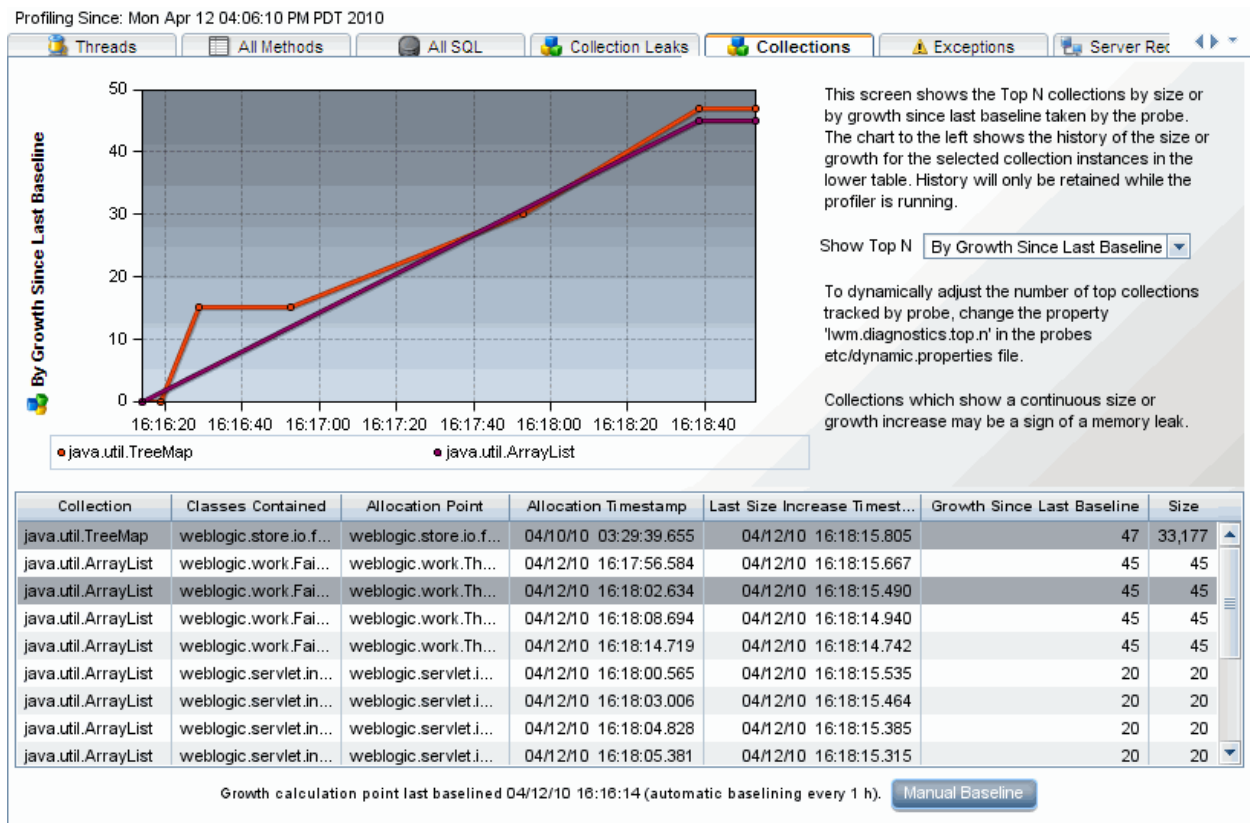 Profiling Since: Mon Apr 12 04:06:10 PM PDT 2010
Threads All Methods All SQL Collection Leaks Collections Exceptions Server Rec
By Growth Since Last Baseline
50
40
30
20
10
0
16:16:20 16:16:40 16:17:00 16:17:20 16:17:40 16:18:00 16:18:20 16:18:40
java.util.TreeMap java.util.ArrayList
This screen shows the Top N collections by size or
by growth since last baseline taken by the probe.
The chart to the left shows the history of the size or
growth for the selected collection instances in the
lower table. History will only be retained while the
profiler is running.
Show Top N By Growth Since Last Baseline
To dynamically adjust the number of top collections
tracked by probe, change the property
'lwm.diagnostics.top.n' in the probes
etc/dynamic.properties file.
Collections which show a continuous size or
growth increase may be a sign of a memory leak.
Collection Classes Contained Allocation Point Allocation Timestamp Last Size Increase Timest... Growth Since Last Baseline Size
java.util.TreeMap weblogic.store.io.f... weblogic.store.io.f... 04/10/10 03:29:39.655 04/12/10 16:18:15.805 47 33,177
java.util.ArrayList weblogic.work.Fai... weblogic.work.Th... 04/12/10 16:17:56.584 04/12/10 16:18:15.667 45 45
java.util.ArrayList weblogic.work.Fai... weblogic.work.Th... 04/12/10 16:18:02.634 04/12/10 16:18:15.490 45 45
java.util.ArrayList weblogic.work.Fai... weblogic.work.Th... 04/12/10 16:18:08.694 04/12/10 16:18:14.940 45 45
java.util.ArrayList weblogic.work.Fai... weblogic.work.Th... 04/12/10 16:18:14.719 04/12/10 16:18:14.742 45 45
java.util.ArrayList weblogic.servlet.in... weblogic.servlet.i... 04/12/10 16:18:00.565 04/12/10 16:18:15.535 20 20
java.util.ArrayList weblogic.servlet.in... weblogic.servlet.i... 04/12/10 16:18:03.006 04/12/10 16:18:15.464 20 20
java.util.ArrayList weblogic.servlet.in... weblogic.servlet.i... 04/12/10 16:18:04.828 04/12/10 16:18:15.385 20 20
java.util.ArrayList weblogic.servlet.in... weblogic.servlet.i... 04/12/10 16:18:05.381 04/12/10 16:18:15.315 20 20
Growth calculation point last baselined 04/12/10 16:16:14 (automatic baselining every 1 h). Manual Baseline